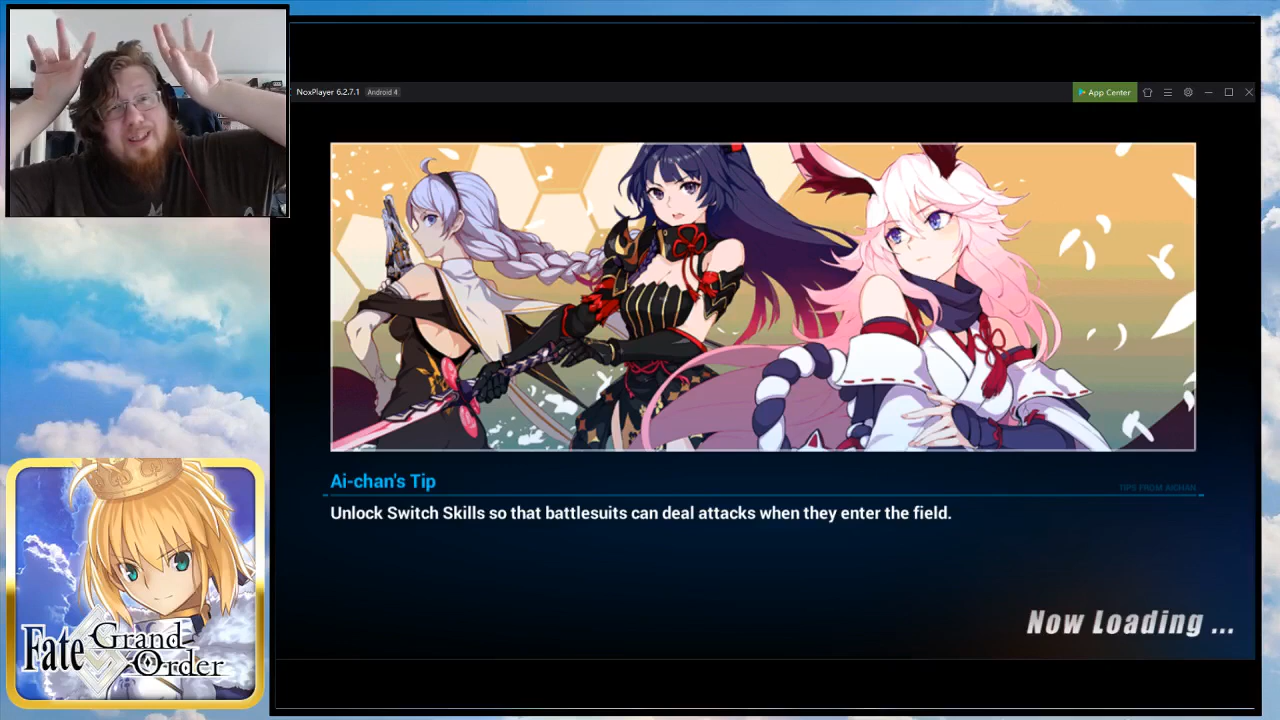 NoxPlayer 6.2.7.1 Android 4
App Center
Ai-chan's Tip
TIPS FROM AICHAN
Unlock Switch Skills so that battlesuits can deal attacks when they enter the field.
Now Loading ...
Fate
Grand
Order